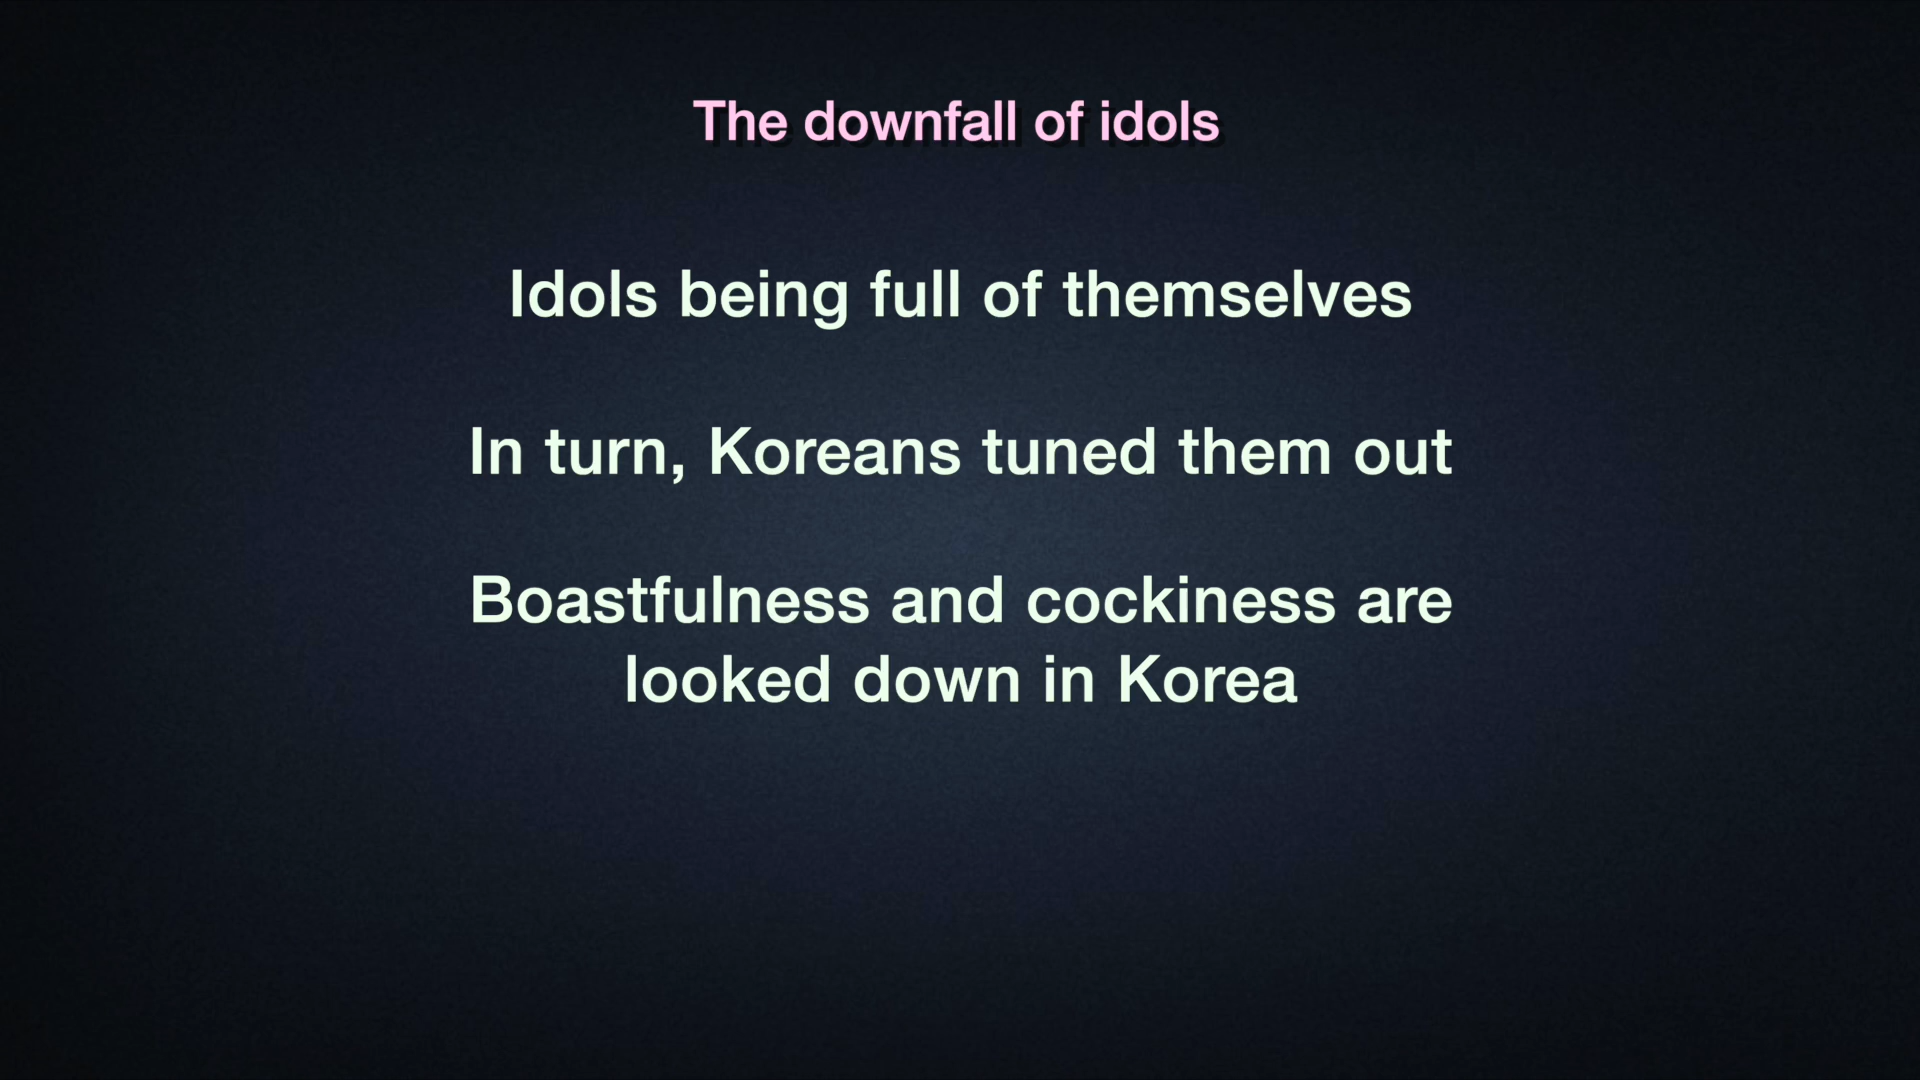 The downfall of idols
Idols being full of themselves
In turn, Koreans tuned them out
Boastfulness and cockiness are
looked down in Korea